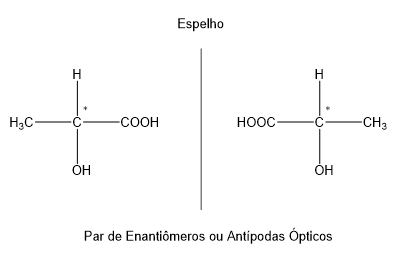 Espelho
H H
H₃C C * COOH HOOC C * CH₃
OH OH
Par de Enantiômeros ou Antípodas Ópticos